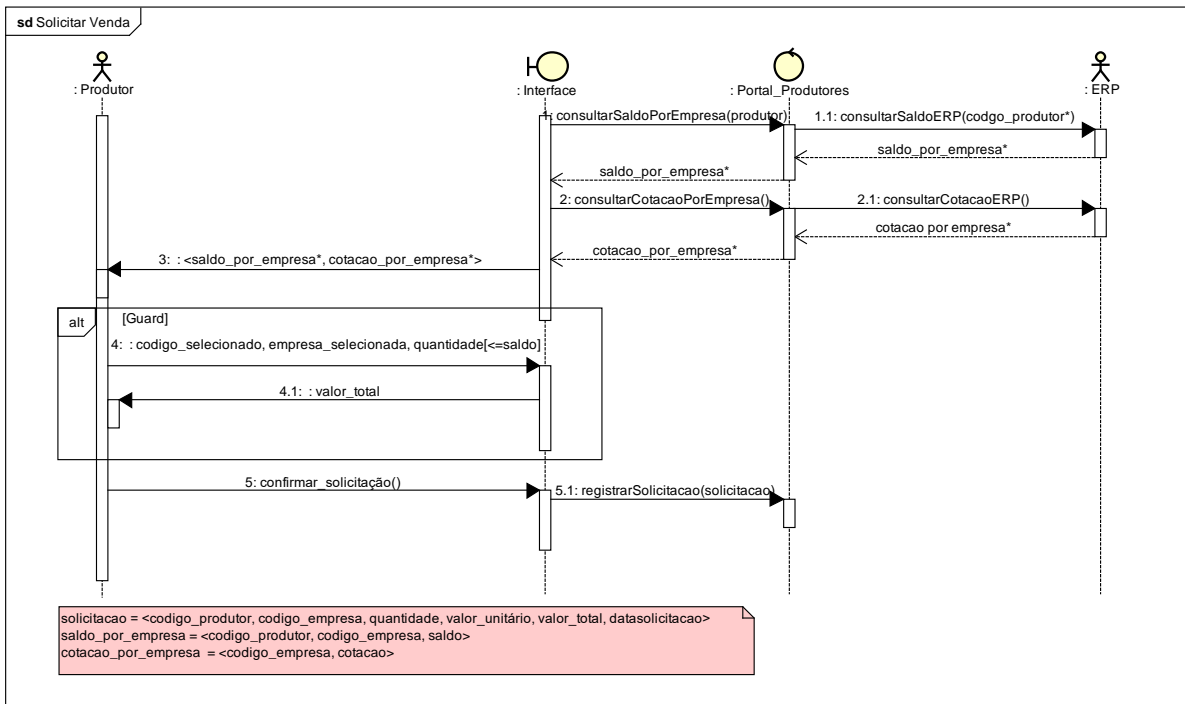 sd Solicitar Venda
: Produtor
: Interface
: Portal_Produtores
: ERP
1: consultarSaldoPorEmpresa(produtor)
1.1: consultarSaldoERP(codgo_produtor*)
saldo_por_empresa*
saldo_por_empresa*
2: consultarCotacaoPorEmpresa()
2.1: consultarCotacaoERP()
cotacao por empresa*
cotacao_por_empresa*
3: : <saldo_por_empresa*, cotacao_por_empresa*>
alt
[Guard]
4: : codigo_selecionado, empresa_selecionada, quantidade[<=saldo]
4.1: : valor_total
5: confirmar_solicitação()
5.1: registrarSolicitacao(solicitacao)
solicitacao = <codigo_produtor, codigo_empresa, quantidade, valor_unitário, valor_total, datasolicitacao>
saldo_por_empresa = <codigo_produtor, codigo_empresa, saldo>
cotacao_por_empresa = <codigo_empresa, cotacao>